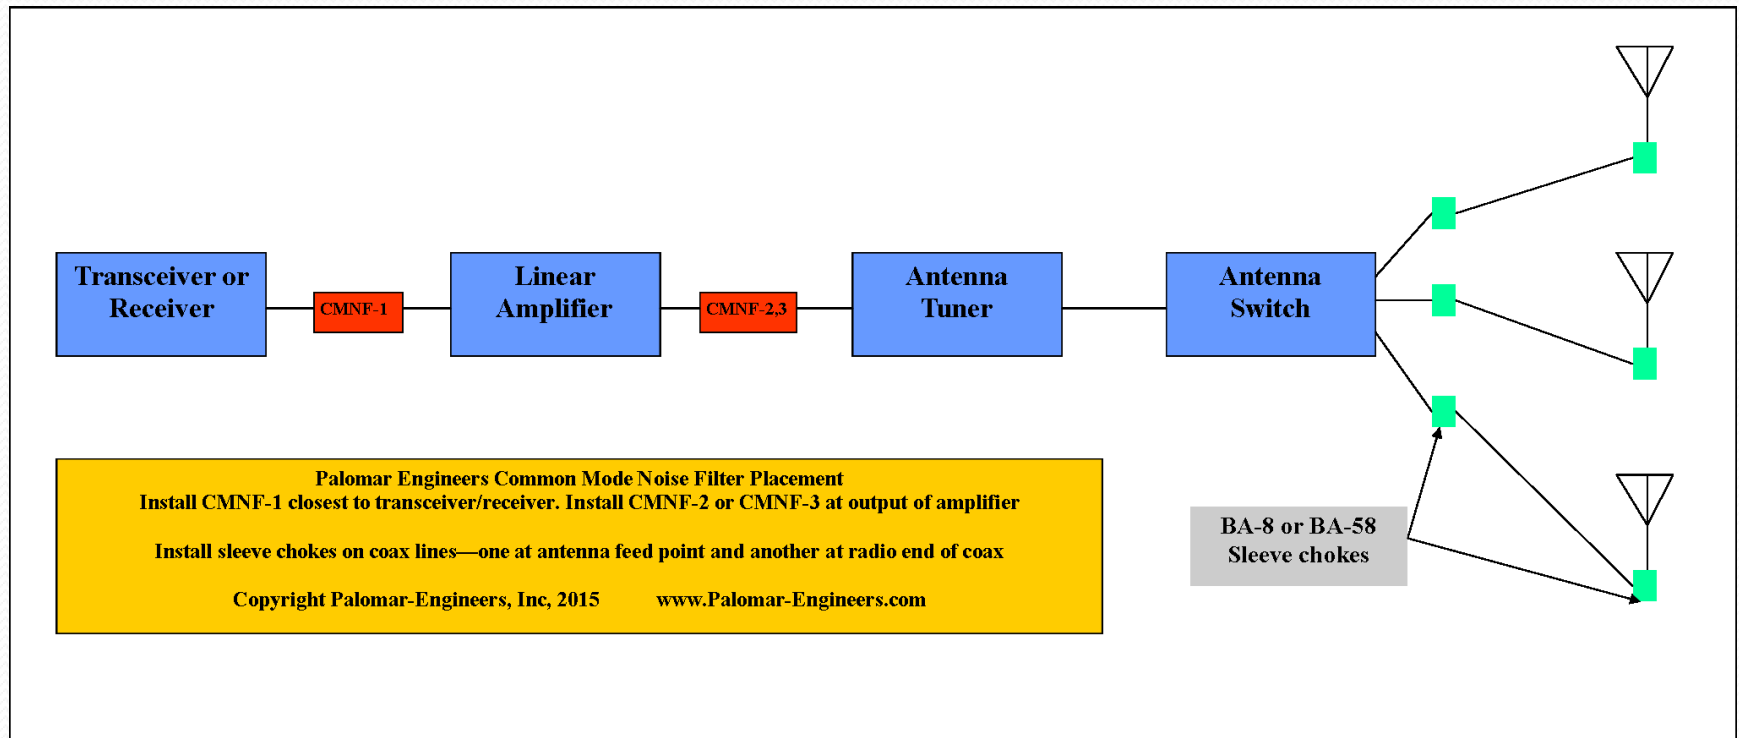 Transceiver or
Receiver
CMNF-1
Linear
Amplifier
CMNF-2,3
Antenna
Tuner
Antenna
Switch
Palomar Engineers Common Mode Noise Filter Placement
Install CMNF-1 closest to transceiver/receiver. Install CMNF-2 or CMNF-3 at output of amplifier
Install sleeve chokes on coax lines—one at antenna feed point and another at radio end of coax
Copyright Palomar-Engineers, Inc, 2015 www.Palomar-Engineers.com
BA-8 or BA-58
Sleeve chokes